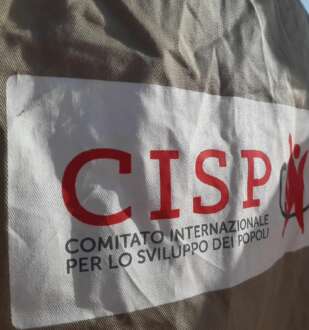 CISP
COMITATO INTERNAZIONALE
PER LO SVILUPPO DEI POPOLI